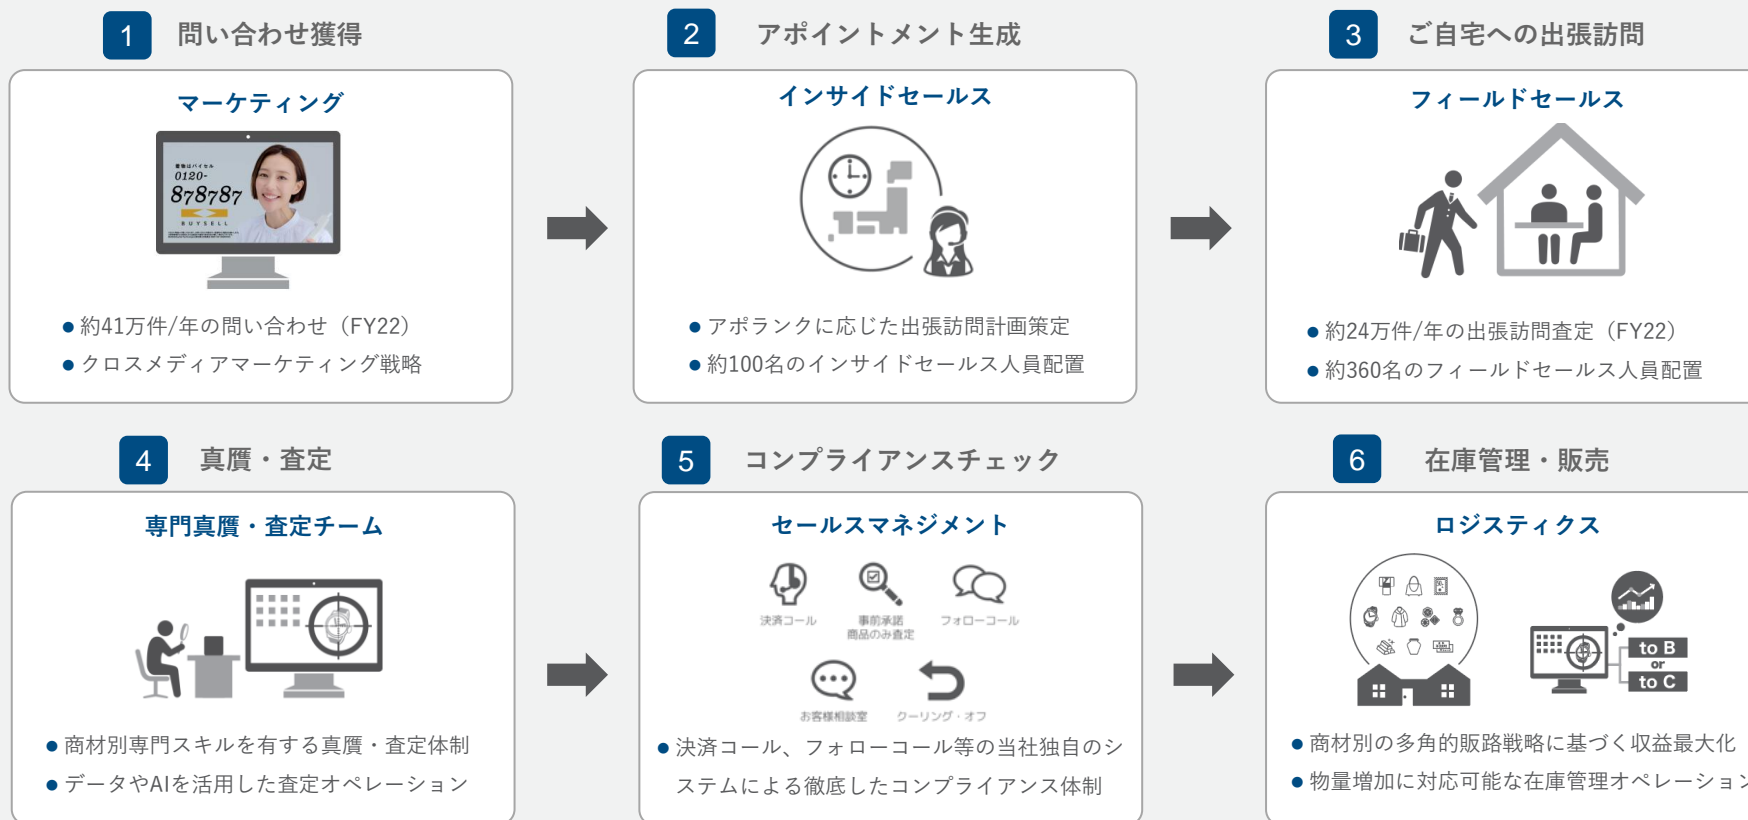 1 問い合わせ獲得
マーケティング
着物はバイセル
0120-
878787
BUYSELL
● 約41万件/年の問い合わせ（FY22）
● クロスメディアマーケティング戦略
2 アポイントメント生成
インサイドセールス
● アポランクに応じた出張訪問計画策定
● 約100名のインサイドセールス人員配置
3 ご自宅への出張訪問
フィールドセールス
● 約24万件/年の出張訪問査定（FY22）
● 約360名のフィールドセールス人員配置
4 真贋・査定
専門真贋・査定チーム
● 商材別専門スキルを有する真贋・査定体制
● データやAIを活用した査定オペレーション
5 コンプライアンスチェック
セールスマネジメント
決済コール
事前承諾
商品のみ査定
フォローコール
お客様相談室
クーリング・オフ
● 決済コール、フォローコール等の当社独自のシ
ステムによる徹底したコンプライアンス体制
6 在庫管理・販売
ロジスティクス
to B
or
to C
● 商材別の多角的販路戦略に基づく収益最大化
● 物量増加に対応可能な在庫管理オペレーション